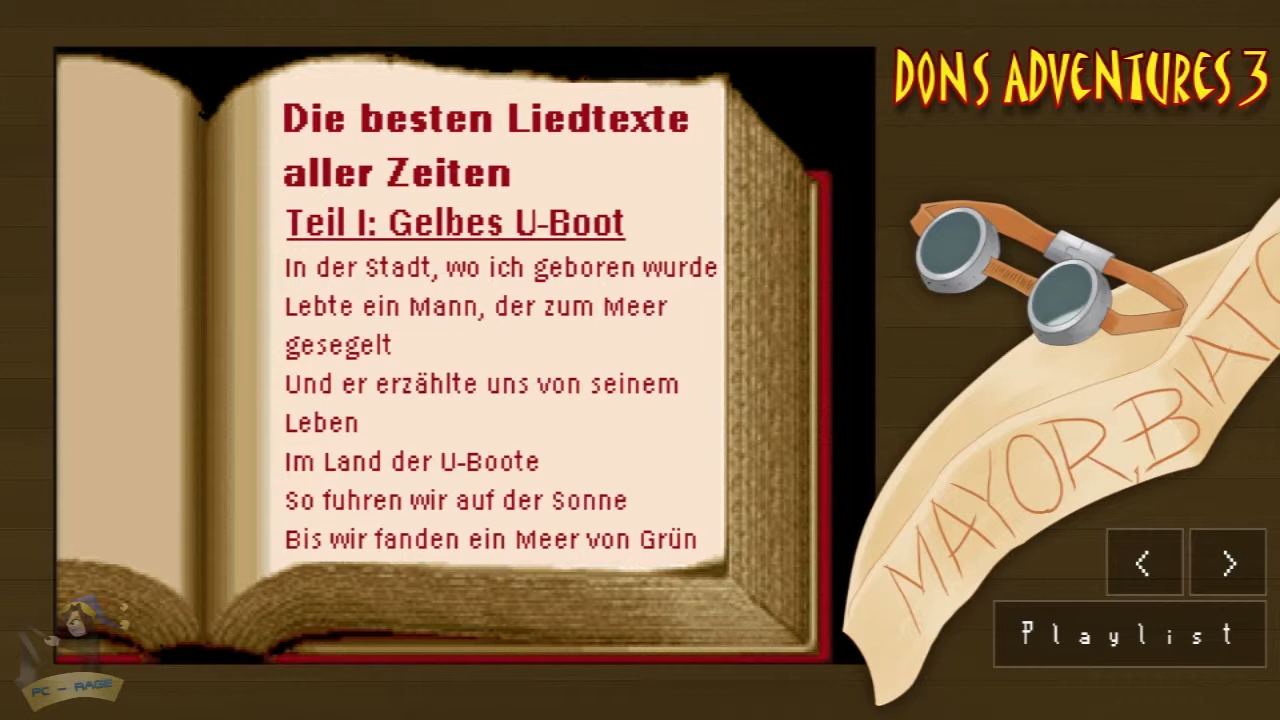 DONS ADVENTURES 3
Die besten Liedtexte
aller Zeiten
Teil I: Gelbes U-Boot
In der Stadt, wo ich geboren wurde
Lebte ein Mann, der zum Meer
gesegelt
Und er erzählte uns von seinem
Leben
Im Land der U-Boote
So fuhren wir auf der Sonne
Bis wir fanden ein Meer von Grün
MAYOR, BIAT
< >
Playlist
PC - RAGE